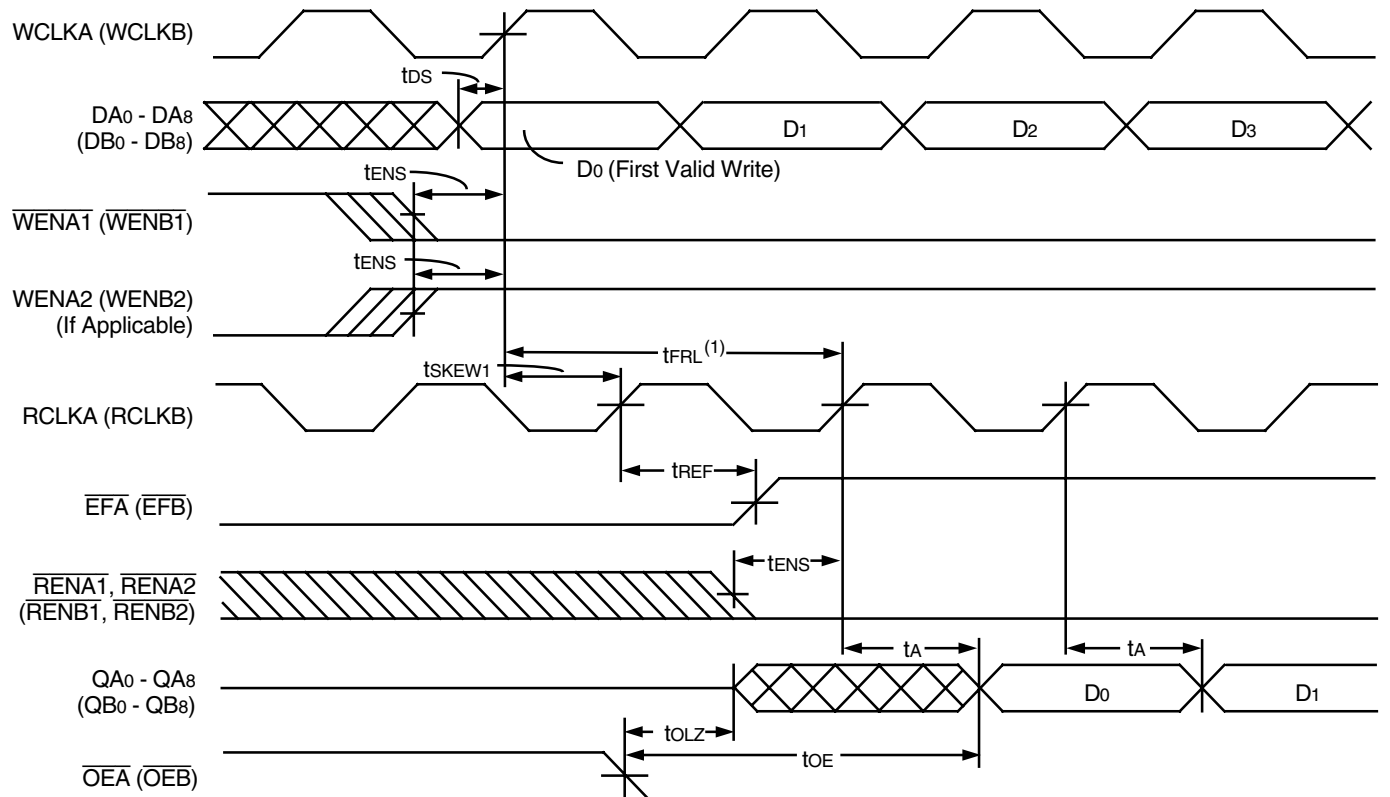 WCLKA (WCLKB)
tDS
DA0 - DA8
(DB0 - DB8)
D1
D2
D3
D0 (First Valid Write)
tENS
WENA1 (WENB1)
tENS
WENA2 (WENB2)
(If Applicable)
tFRL(1)
tSKEW1
RCLKA (RCLKB)
tREF
EFA (EFB)
tENS
RENA1, RENA2
(RENB1, RENB2)
tA
tA
QA0 - QA8
(QB0 - QB8)
D0
D1
tOLZ
tOE
OEA (OEB)